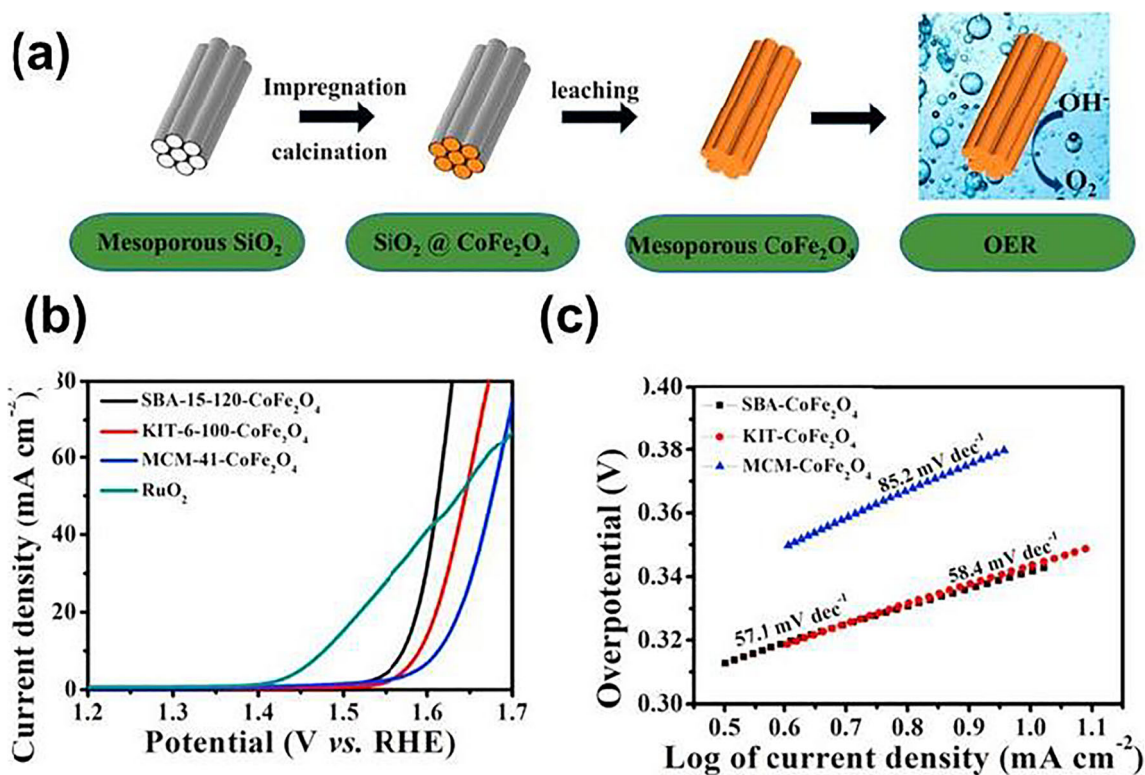 (a)
Impregnation
calcination
leaching
OH⁻
O₂
Mesoporous SiO₂
SiO₂ @ CoFe₂O₄
Mesoporous CoFe₂O₄
OER
(b)
Current density (mA cm⁻²)
80
60
40
20
0
SBA-15-120-CoFe₂O₄
KIT-6-100-CoFe₂O₄
MCM-41-CoFe₂O₄
RuO₂
1.2 1.3 1.4 1.5 1.6 1.7
Potential (V vs. RHE)
(c)
Overpotential (V)
0.40
0.38
0.36
0.34
0.32
0.30
SBA-CoFe₂O₄
KIT-CoFe₂O₄
MCM-CoFe₂O₄
85.2 mV dec⁻¹
58.4 mV dec⁻¹
57.1 mV dec⁻¹
0.5 0.6 0.7 0.8 0.9 1.0 1.1
Log of current density (mA cm⁻²)